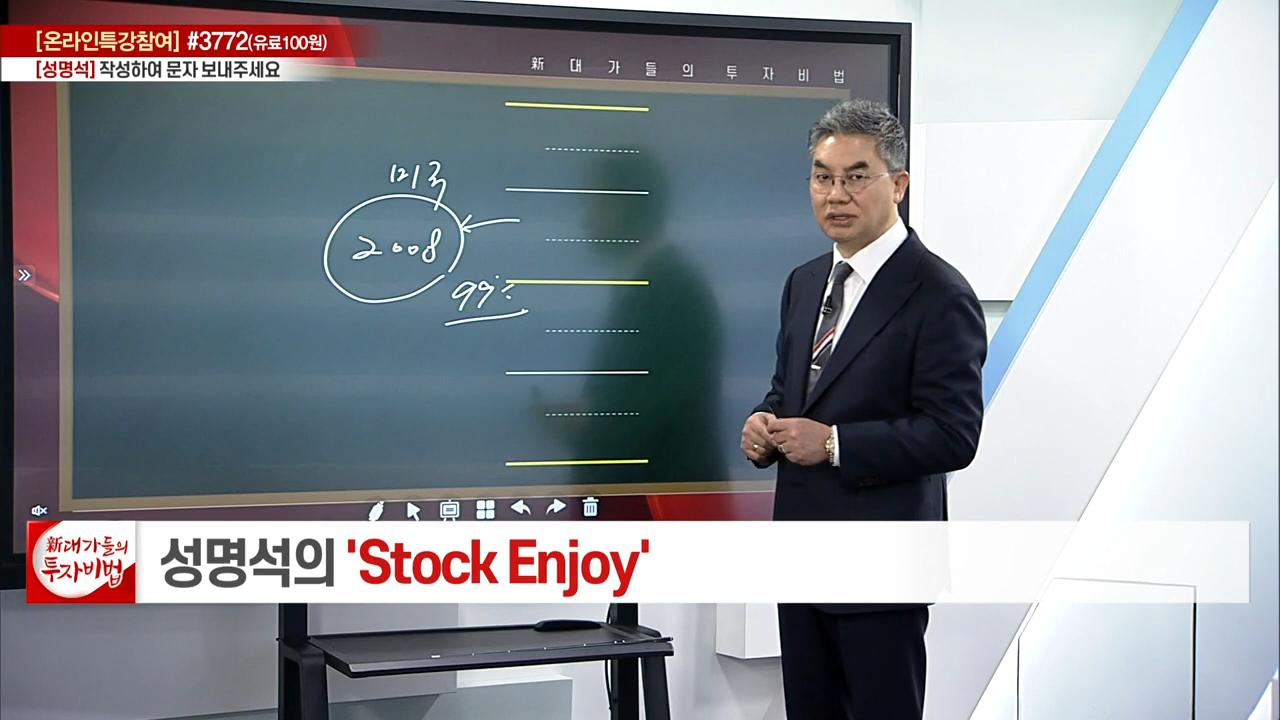 [온라인특강참여] #3772(유료100원)
[성명석] 작성하여 문자 보내주세요
新 대가들의 투자비법
미국
2008
99%
新대가들의
투자비법
성명석의 'Stock Enjoy'